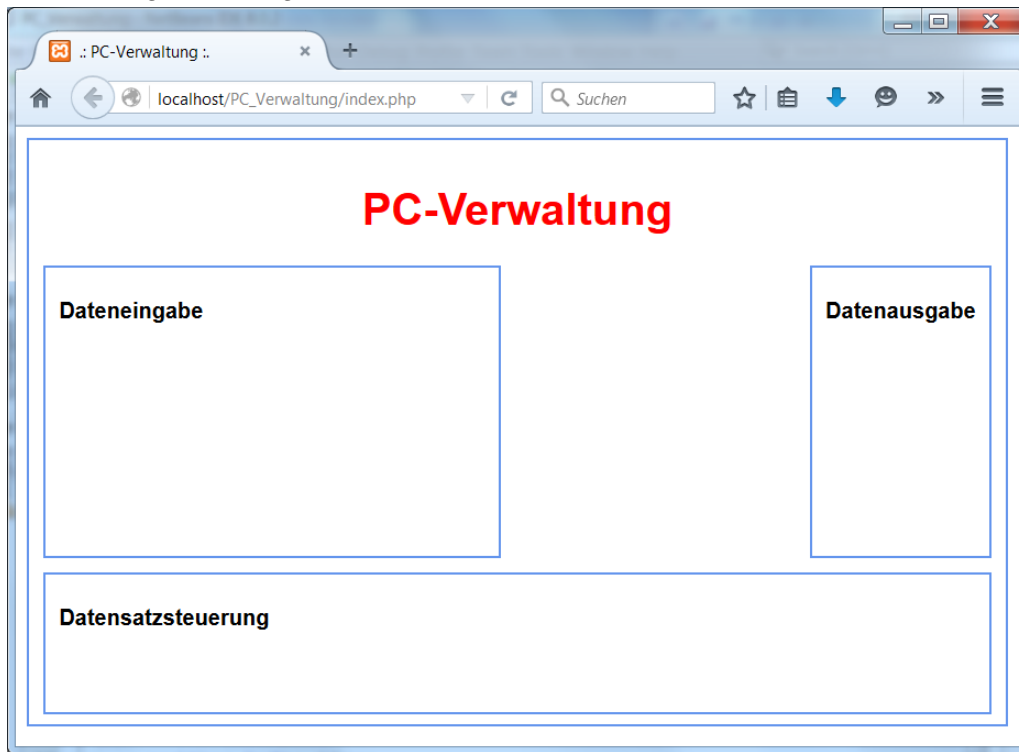 .: PC-Verwaltung :.
localhost/PC_Verwaltung/index.php
Suchen
PC-Verwaltung
Dateneingabe
Datenausgabe
Datensatzsteuerung